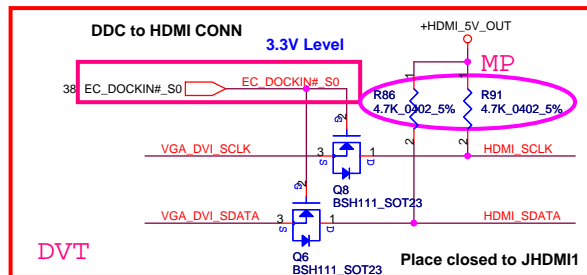 DDC to HDMI CONN
+HDMI_5V_OUT
3.3V Level
MP
38 EC_DOCKIN#_S0 EC_DOCKIN#_S0
R86
4.7K_0402_5%
R91
4.7K_0402_5%
1 1
2 2
2
G
VGA_DVI_SCLK 3 S 1 D HDMI_SCLK
Q8
BSH111_SOT23
2
G
VGA_DVI_SDATA 3 S 1 D HDMI_SDATA
Q6
BSH111_SOT23
DVT
Place closed to JHDMI1